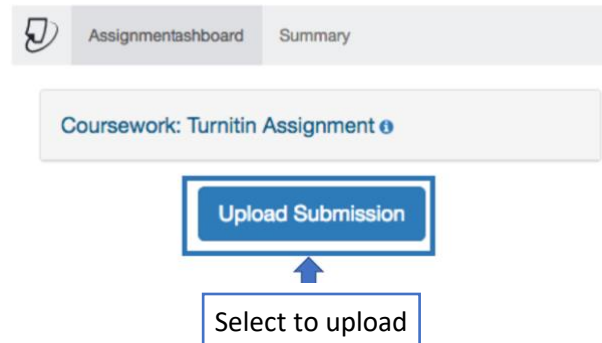 Assignmentashboard Summary
Coursework: Turnitin Assignment
Upload Submission
Select to upload